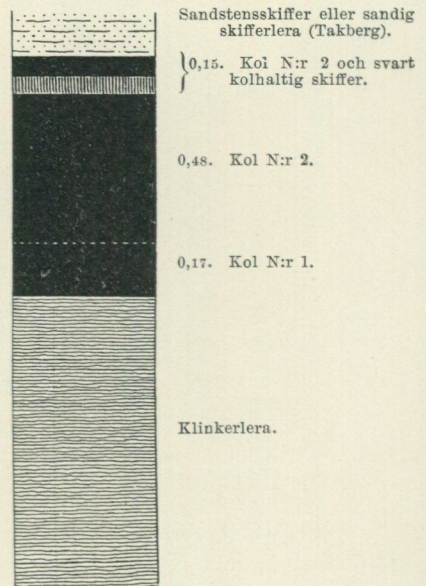 Sandstensskiffer eller sandig
skifferlera (Takberg).
0,15. Kol N:r 2 och svart
kolhaltig skiffer.
0,48. Kol N:r 2.
0,17. Kol N:r 1.
Klinkerlera.